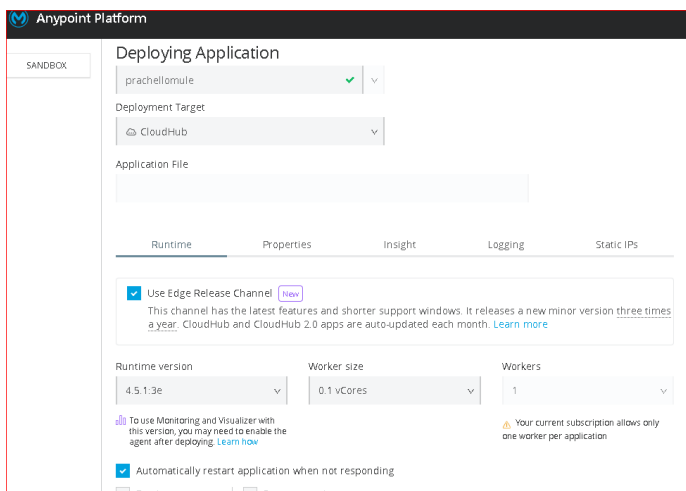 Anypoint Platform
SANDBOX
Deploying Application
prachellomule
Deployment Target
CloudHub
Application File
Runtime Properties Insight Logging Static IPs
Use Edge Release Channel New
This channel has the latest features and shorter support windows. It releases a new minor version three times
a year. CloudHub and CloudHub 2.0 apps are auto-updated each month. Learn more
Runtime version Worker size Workers
4.5.1:3e 0.1 vCores 1
To use Monitoring and Visualizer with
this version, you may need to enable the
agent after deploying. Learn how
Your current subscription allows only
one worker per application
Automatically restart application when not responding